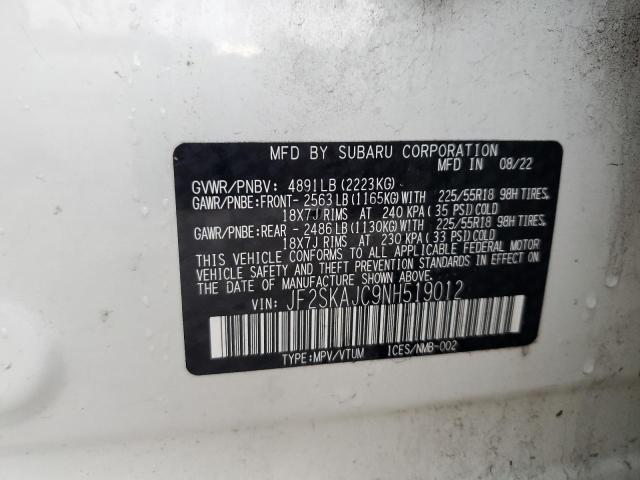 MFD BY SUBARU CORPORATION
MFD IN 08/22
GVWR/PNBV: 4891LB(2223KG)
GAWR/PNBE:FRONT- 2563LB(1165KG)WITH 225/55R18 98H TIRES,
18X7J RIMS AT 240 KPA(35 PSI)COLD
GAWR/PNBE:REAR - 2486LB(1130KG)WITH 225/55R18 98H TIRES,
18X7J RIMS AT 230 KPA(33 PSI)COLD
THIS VEHICLE CONFORMS TO ALL APPLICABLE FEDERAL MOTOR
VEHICLE SAFETY AND THEFT PREVENTION STANDARDS IN EFFECT
ON THE DATE OF MANUFACTURE SHOWN ABOVE.
VIN: JF2SKAJC9NH519012
TYPE:MPV/VTUM ICES/NMB-002